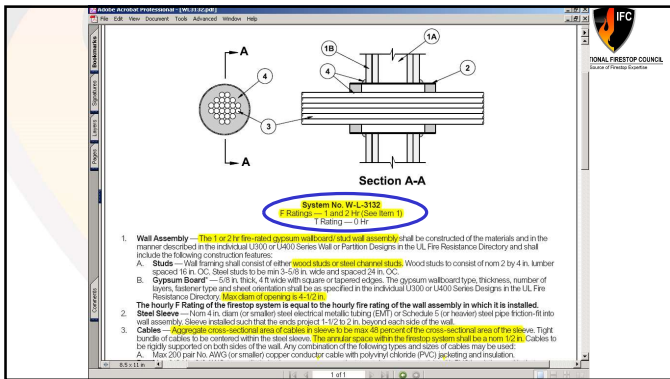 Adobe Acrobat Professional - [WL3132.pdf]
File Edit View Document Tools Advanced Window Help
IFC
TIONAL FIRESTOP COUNCIL
Source of Firestop Expertise
Bookmarks
Signatures
Layers
Pages
Comments
A
4
3
A
1B
1A
4
2
Section A-A
System No. W-L-3132
F Ratings — 1 and 2 Hr (See Item 1)
T Rating — 0 Hr
1. Wall Assembly — The 1 or 2 hr fire-rated gypsum wallboard/ stud wall assembly shall be constructed of the materials and in the
manner described in the individual U300 or U400 Series Wall or Partition Designs in the UL Fire Resistance Directory and shall
include the following construction features:
A. Studs — Wall framing shall consist of either wood studs or steel channel studs. Wood studs to consist of nom 2 by 4 in. lumber
spaced 16 in. OC. Steel studs to be min 3-5/8 in. wide and spaced 24 in. OC.
B. Gypsum Board* — 5/8 in. thick, 4 ft wide with square or tapered edges. The gypsum wallboard type, thickness, number of
layers, fastener type and sheet orientation shall be as specified in the individual U300 or U400 Series Designs in the UL Fire
Resistance Directory. Max diam of opening is 4-1/2 in.
The hourly F Rating of the firestop system is equal to the hourly fire rating of the wall assembly in which it is installed.
2. Steel Sleeve — Nom 4 in. diam (or smaller) steel electrical metallic tubing (EMT) or Schedule 5 (or heavier) steel pipe friction-fit into
wall assembly. Sleeve installed such that the ends project 1-1/2 to 2 in. beyond each side of the wall.
3. Cables — Aggregate cross-sectional area of cables in sleeve to be max 48 percent of the cross-sectional area of the sleeve. Tight
bundle of cables to be centered within the steel sleeve. The annular space within the firestop system shall be a nom 1/2 in. Cables to
be rigidly supported on both sides of the wall. Any combination of the following types and sizes of cables may be used:
A. Max 200 pair No. AWG (or smaller) copper conductor cable with polyvinyl chloride (PVC) jacketing and insulation.
8.5 x 11 in
1 of 1